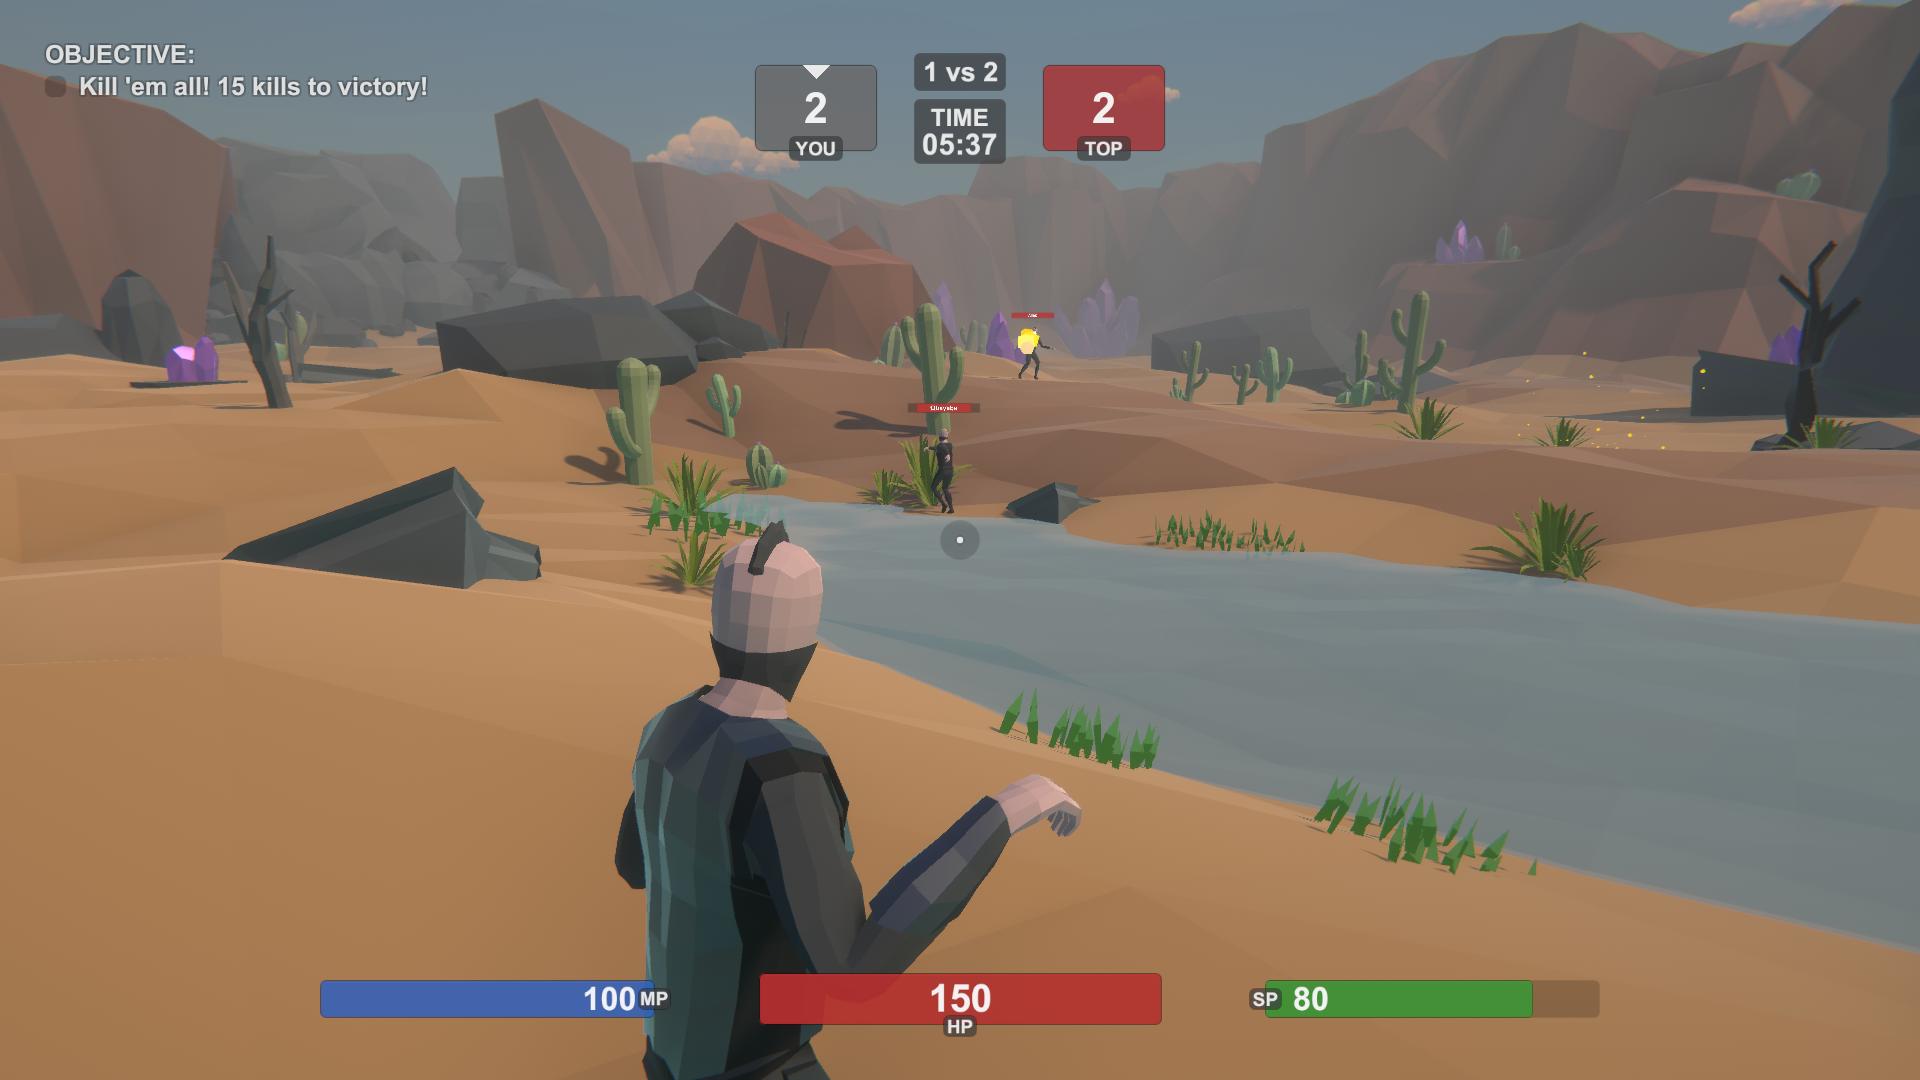 OBJECTIVE:
Kill 'em all! 15 kills to victory!
2
YOU
1 vs 2
TIME
05:37
2
TOP
100 MP
150
HP
SP 80